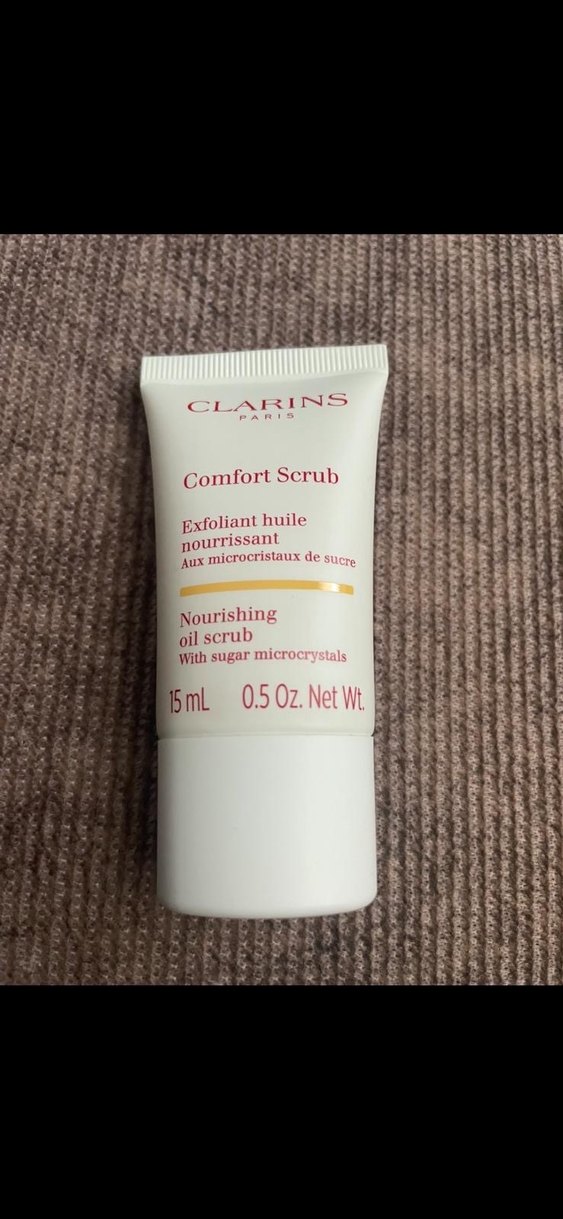 CLARINS
PARIS
Comfort Scrub
Exfoliant huile
nourrissant
Aux microcristaux de sucre
Nourishing
oil scrub
With sugar microcrystals
15 mL 0.5 Oz. Net Wt.